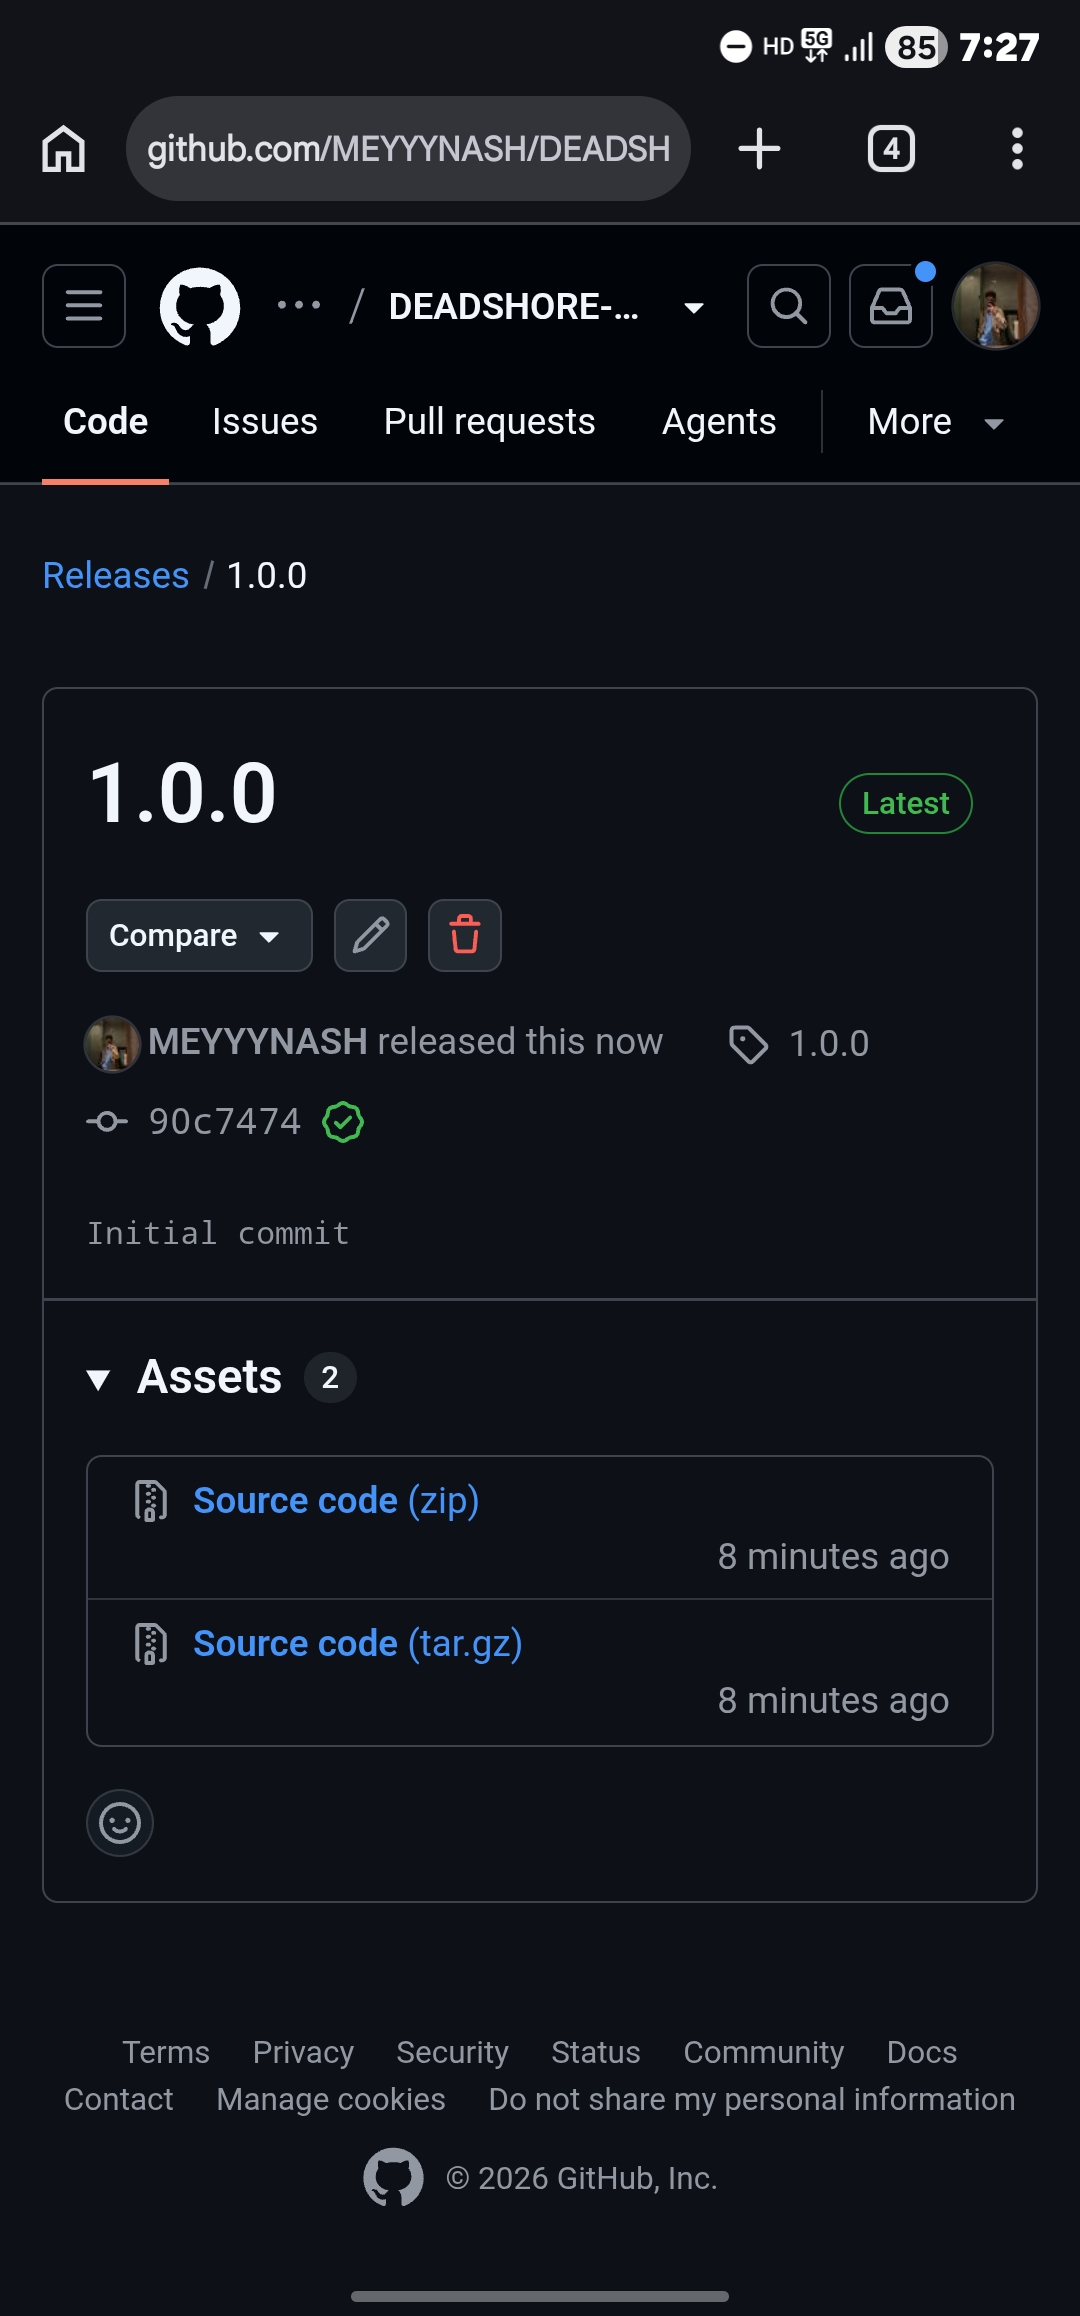 HD 5G 85 7:27
github.com/MEYYYNASH/DEADSH 4
... / DEADSHORE-...
Code Issues Pull requests Agents More
Releases / 1.0.0
1.0.0
Latest
Compare
MEYYYNASH released this now 1.0.0
90c7474
Initial commit
Assets 2
Source code (zip)
8 minutes ago
Source code (tar.gz)
8 minutes ago
Terms Privacy Security Status Community Docs
Contact Manage cookies Do not share my personal information
© 2026 GitHub, Inc.